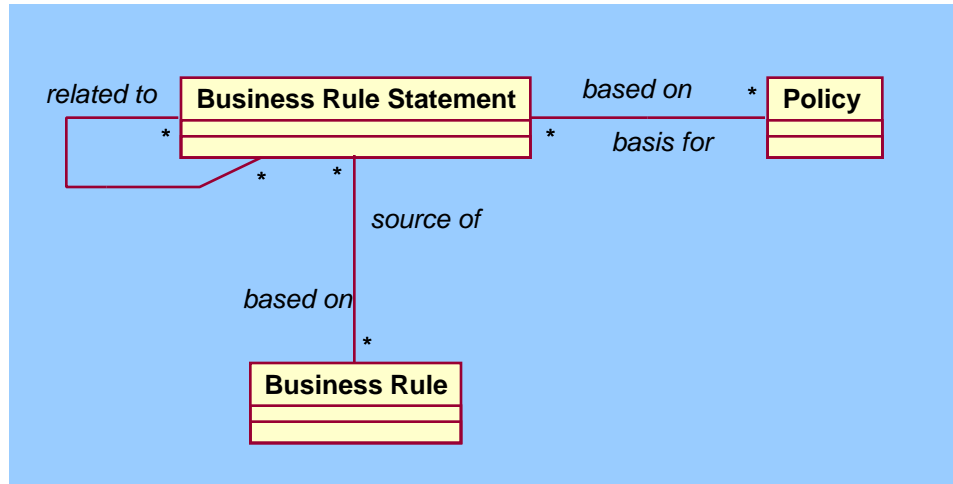 related to
Business Rule Statement
based on
*
Policy
*
*
basis for
*
*
source of
based on
*
Business Rule